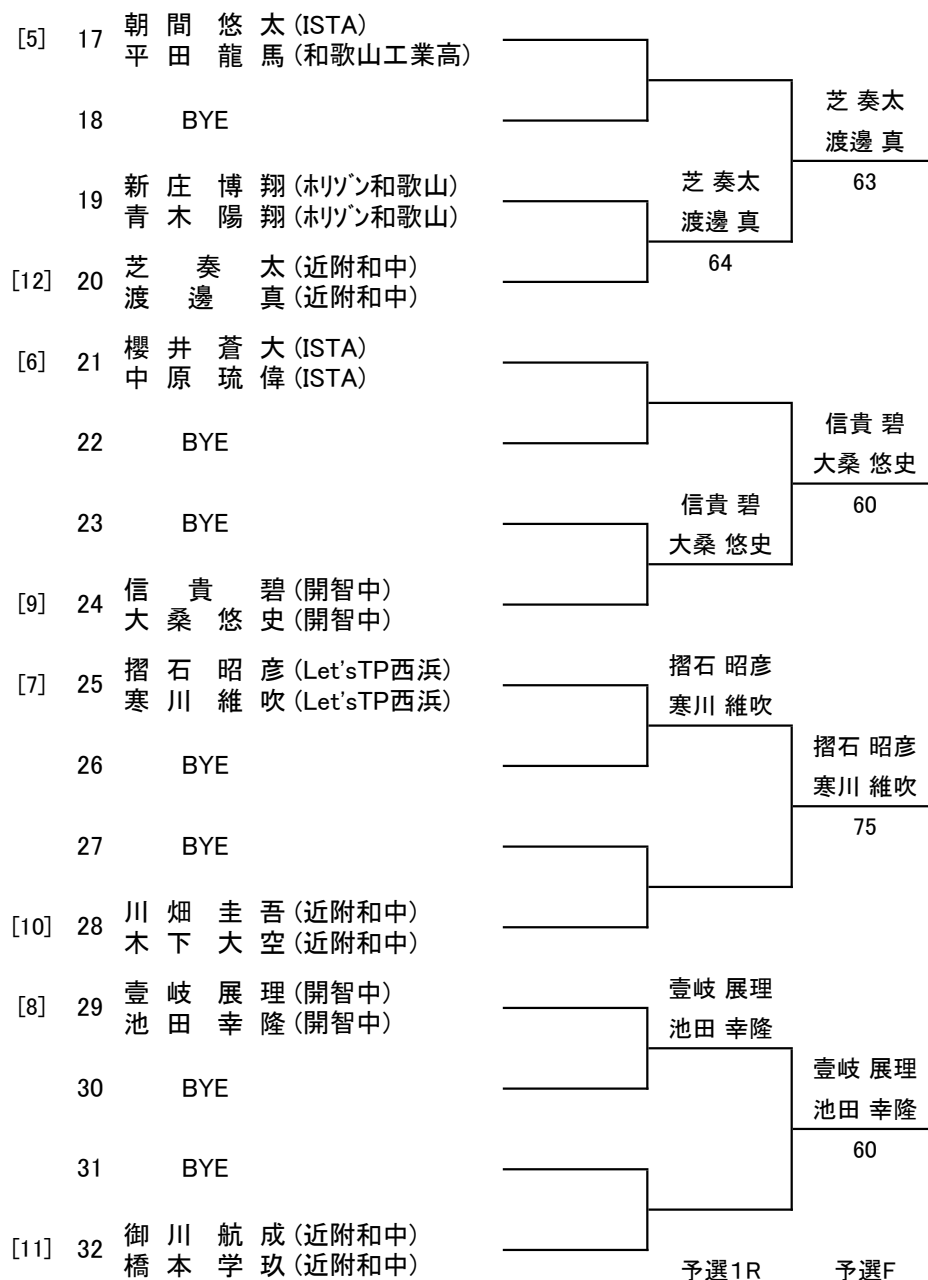 [5] 17 朝間 悠太 (ISTA)
平田 龍馬 (和歌山工業高)
18 BYE
芝 奏太
渡邊 真
63
19 新庄 博翔 (ホリゾン和歌山)
青木 陽翔 (ホリゾン和歌山)
芝 奏太
渡邊 真
64
[12] 20 芝 奏太 (近附和中)
渡邊 真 (近附和中)
[6] 21 櫻井 蒼大 (ISTA)
中原 琉偉 (ISTA)
22 BYE
信貴 碧
大桑 悠史
60
23 BYE
信貴 碧
大桑 悠史
[9] 24 信貴 碧 (開智中)
大桑 悠史 (開智中)
[7] 25 摺石 昭彦 (Let'sTP西浜)
寒川 維吹 (Let'sTP西浜)
摺石 昭彦
寒川 維吹
26 BYE
摺石 昭彦
寒川 維吹
75
27 BYE
[10] 28 川畑 圭吾 (近附和中)
木下 大空 (近附和中)
[8] 29 壹岐 展理 (開智中)
池田 幸隆 (開智中)
壹岐 展理
池田 幸隆
30 BYE
壹岐 展理
池田 幸隆
60
31 BYE
[11] 32 御川 航成 (近附和中)
橋本 学玖 (近附和中)
予選1R 予選F